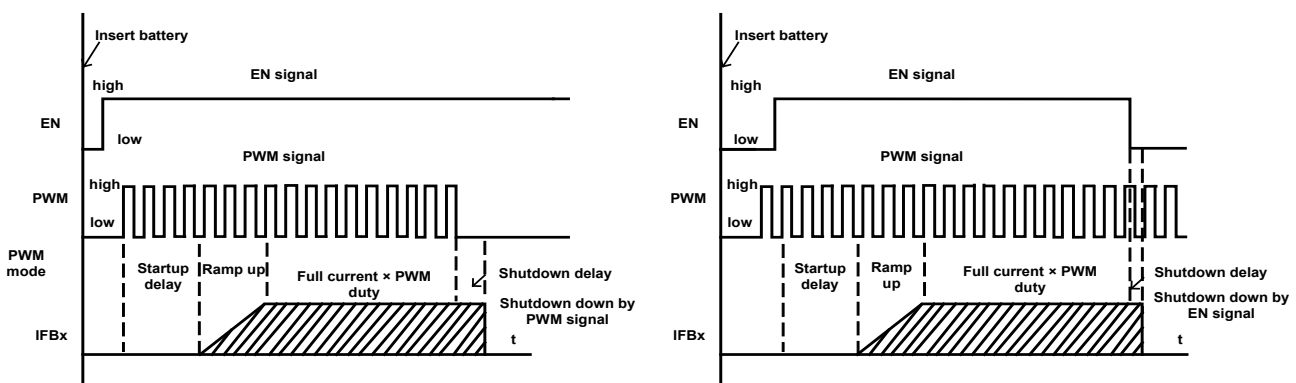 Insert battery
high
EN signal
EN
low
PWM signal
high
PWM
low
PWM
mode
Startup
delay
Ramp up
Full current × PWM
duty
Shutdown delay
Shutdown down by
PWM signal
IFBx
t
Insert battery
high
EN signal
EN
low
PWM signal
high
PWM
low
Startup
delay
Ramp
up
Full current × PWM
duty
Shutdown delay
Shutdown down by
EN signal
IFBx
t